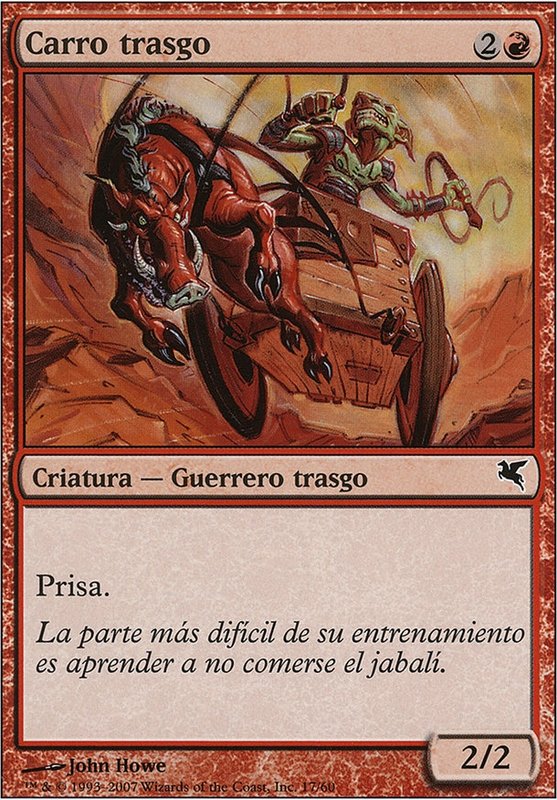 Carro trasgo 2
Criatura — Guerrero trasgo
Prisa.
La parte más difícil de su entrenamiento
es aprender a no comerse el jabalí.
John Howe
2/2
™ & © 1993-2007 Wizards of the Coast, Inc. 17/60